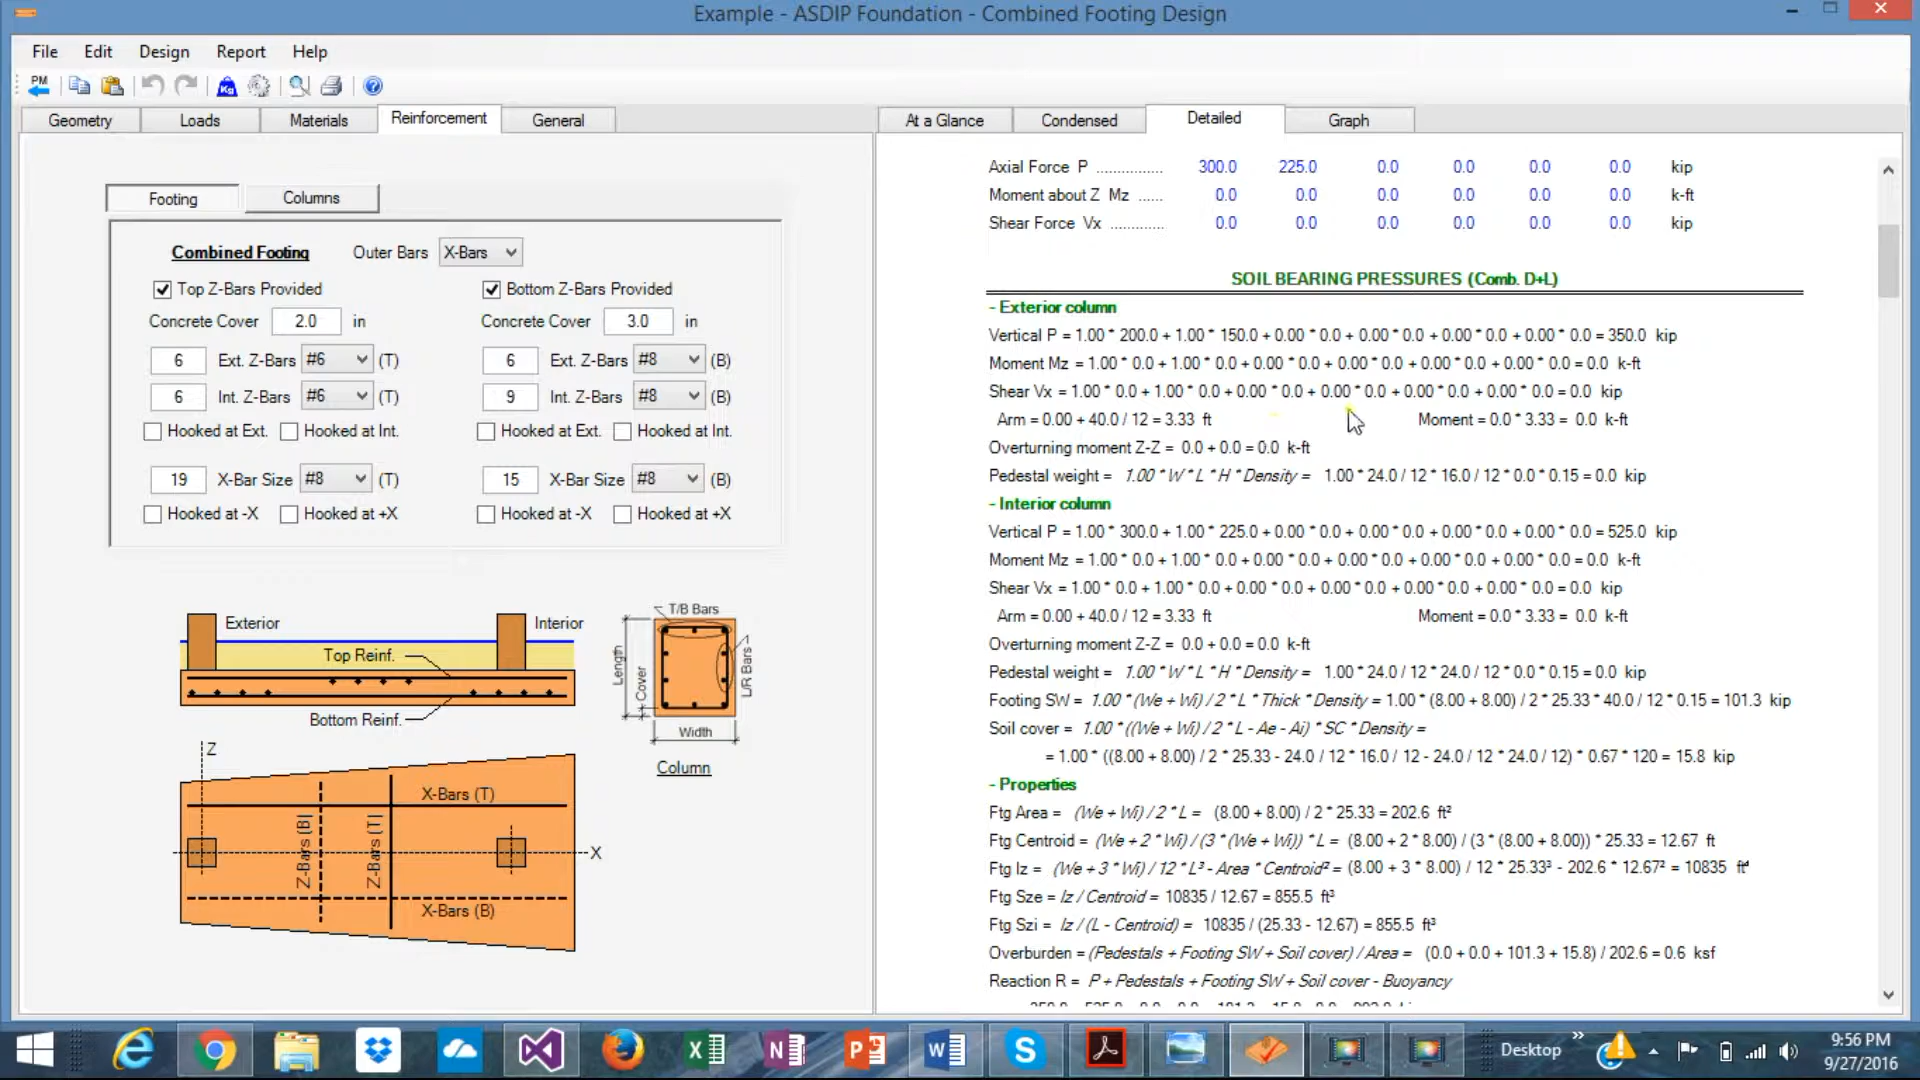 Example - ASDIP Foundation - Combined Footing Design
File Edit Design Report Help
PM Kg
Geometry Loads Materials Reinforcement General
At a Glance Condensed Detailed Graph
Footing Columns
Combined Footing Outer Bars X-Bars
Top Z-Bars Provided Bottom Z-Bars Provided
Concrete Cover 2.0 in Concrete Cover 3.0 in
6 Ext. Z-Bars #6 (T) 6 Ext. Z-Bars #8 (B)
6 Int. Z-Bars #6 (T) 9 Int. Z-Bars #8 (B)
Hooked at Ext. Hooked at Int. Hooked at Ext. Hooked at Int.
19 X-Bar Size #8 (T) 15 X-Bar Size #8 (B)
Hooked at -X Hooked at +X Hooked at -X Hooked at +X
Exterior Interior
Top Reinf.
Bottom Reinf.
T/B Bars
Length
Cover
L/R Bars
Width
Column
Z
X-Bars (T)
Z-Bars (B)
Z-Bars (T)
X
X-Bars (B)
Axial Force P ............... 300.0 225.0 0.0 0.0 0.0 0.0 kip
Moment about Z Mz ...... 0.0 0.0 0.0 0.0 0.0 0.0 k-ft
Shear Force Vx ............. 0.0 0.0 0.0 0.0 0.0 0.0 kip
SOIL BEARING PRESSURES (Comb. D+L)
- Exterior column
Vertical P = 1.00 * 200.0 + 1.00 * 150.0 + 0.00 * 0.0 + 0.00 * 0.0 + 0.00 * 0.0 + 0.00 * 0.0 = 350.0 kip
Moment Mz = 1.00 * 0.0 + 1.00 * 0.0 + 0.00 * 0.0 + 0.00 * 0.0 + 0.00 * 0.0 + 0.00 * 0.0 = 0.0 k-ft
Shear Vx = 1.00 * 0.0 + 1.00 * 0.0 + 0.00 * 0.0 + 0.00 * 0.0 + 0.00 * 0.0 + 0.00 * 0.0 = 0.0 kip
Arm = 0.00 + 40.0 / 12 = 3.33 ft Moment = 0.0 * 3.33 = 0.0 k-ft
Overturning moment Z-Z = 0.0 + 0.0 = 0.0 k-ft
Pedestal weight = 1.00 * W * L * H * Density = 1.00 * 24.0 / 12 * 16.0 / 12 * 0.0 * 0.15 = 0.0 kip
- Interior column
Vertical P = 1.00 * 300.0 + 1.00 * 225.0 + 0.00 * 0.0 + 0.00 * 0.0 + 0.00 * 0.0 + 0.00 * 0.0 = 525.0 kip
Moment Mz = 1.00 * 0.0 + 1.00 * 0.0 + 0.00 * 0.0 + 0.00 * 0.0 + 0.00 * 0.0 + 0.00 * 0.0 = 0.0 k-ft
Shear Vx = 1.00 * 0.0 + 1.00 * 0.0 + 0.00 * 0.0 + 0.00 * 0.0 + 0.00 * 0.0 + 0.00 * 0.0 = 0.0 kip
Arm = 0.00 + 40.0 / 12 = 3.33 ft Moment = 0.0 * 3.33 = 0.0 k-ft
Overturning moment Z-Z = 0.0 + 0.0 = 0.0 k-ft
Pedestal weight = 1.00 * W * L * H * Density = 1.00 * 24.0 / 12 * 24.0 / 12 * 0.0 * 0.15 = 0.0 kip
Footing SW = 1.00 * (We + Wi) / 2 * L * Thick * Density = 1.00 * (8.00 + 8.00) / 2 * 25.33 * 40.0 / 12 * 0.15 = 101.3 kip
Soil cover = 1.00 * ((We + Wi) / 2 * L - Ae - Ai) * SC * Density =
= 1.00 * ((8.00 + 8.00) / 2 * 25.33 - 24.0 / 12 * 16.0 / 12 - 24.0 / 12 * 24.0 / 12) * 0.67 * 120 = 15.8 kip
- Properties
Ftg Area = (We + Wi) / 2 * L = (8.00 + 8.00) / 2 * 25.33 = 202.6 ft²
Ftg Centroid = (We + 2 * Wi) / (3 * (We + Wi)) * L = (8.00 + 2 * 8.00) / (3 * (8.00 + 8.00)) * 25.33 = 12.67 ft
Ftg Iz = (We + 3 * Wi) / 12 * L³ - Area * Centroid² = (8.00 + 3 * 8.00) / 12 * 25.33³ - 202.6 * 12.67² = 10835 ft⁴
Ftg Sze = Iz / Centroid = 10835 / 12.67 = 855.5 ft³
Ftg Szi = Iz / (L - Centroid) = 10835 / (25.33 - 12.67) = 855.5 ft³
Overburden = (Pedestals + Footing SW + Soil cover) / Area = (0.0 + 0.0 + 101.3 + 15.8) / 202.6 = 0.6 ksf
Reaction R = P + Pedestals + Footing SW + Soil cover - Buoyancy
Desktop
9:56 PM
9/27/2016